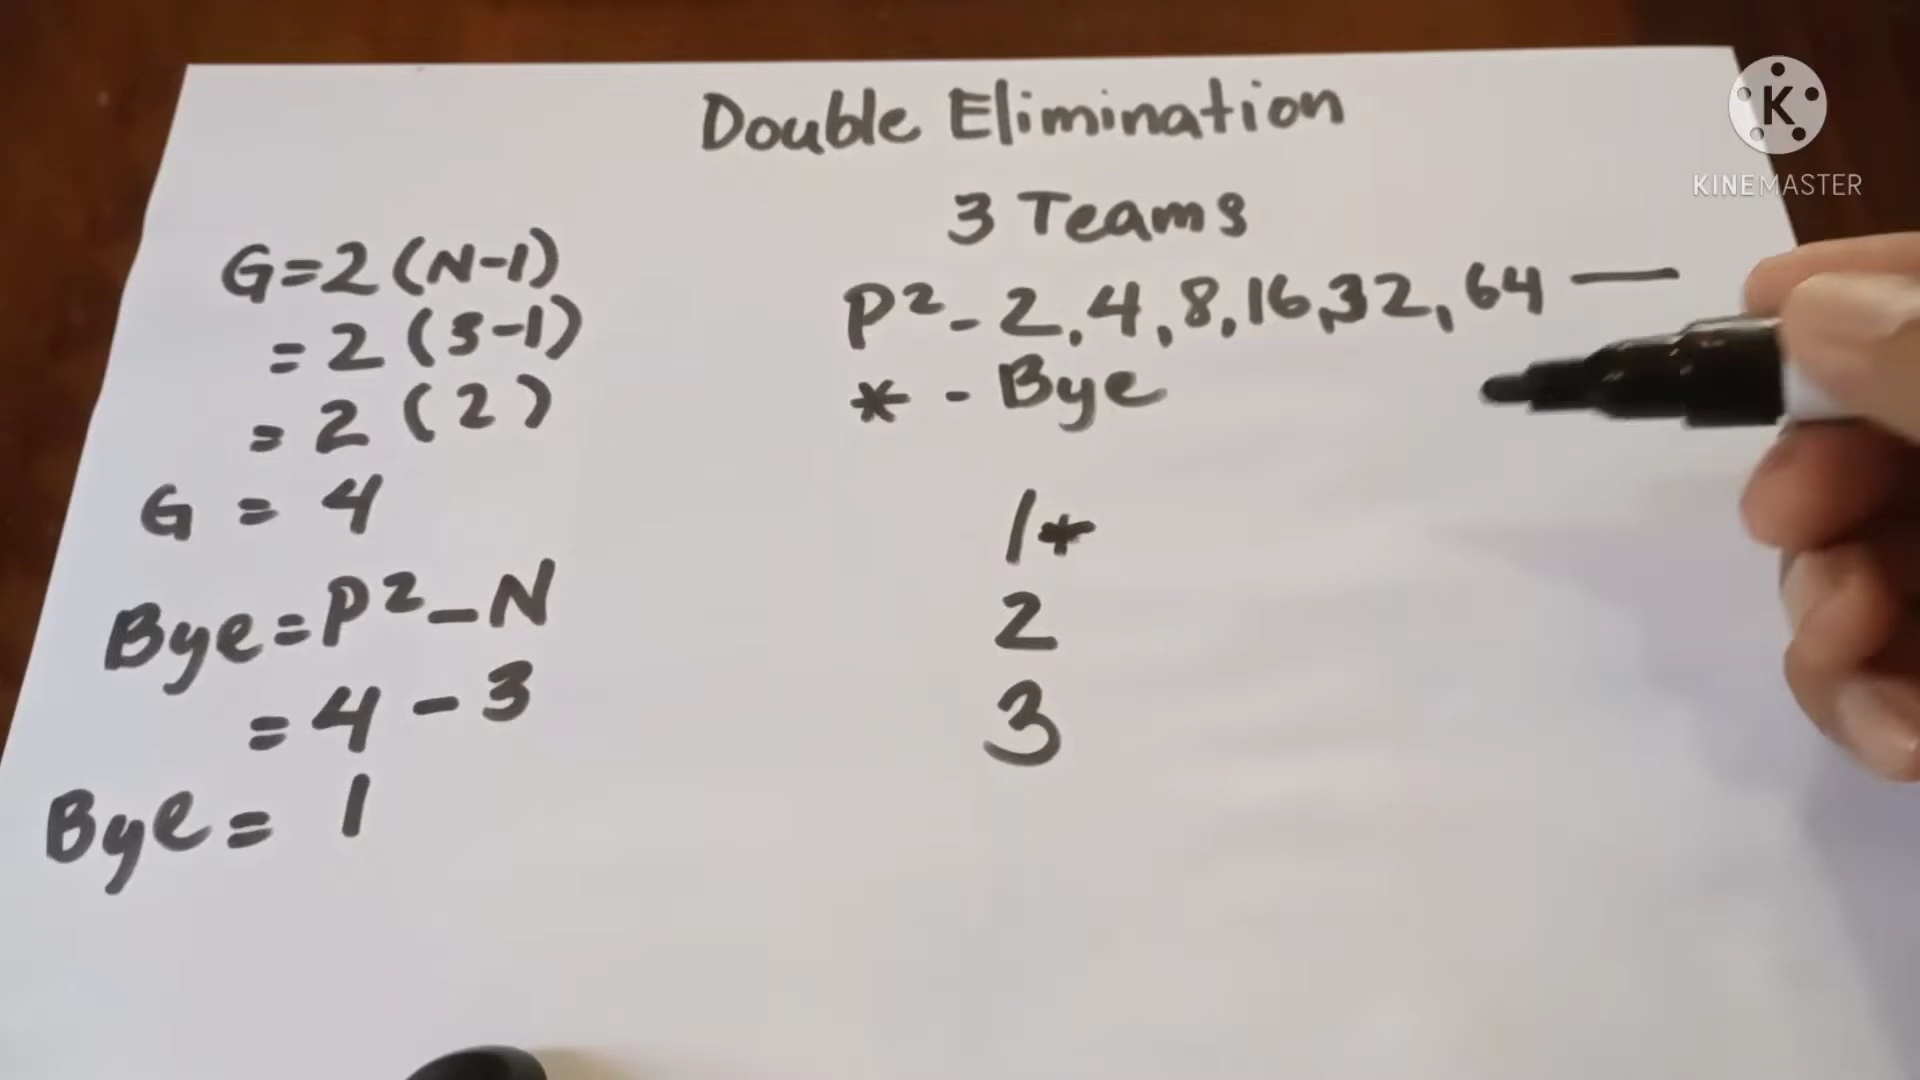 Double Elimination
3 Teams
P² - 2, 4, 8, 16, 32, 64 —
* - Bye
1*
2
3
G = 2 (N-1)
= 2 (3-1)
= 2 (2)
G = 4
Bye = P² - N
= 4 - 3
Bye = 1
K
KINEMASTER